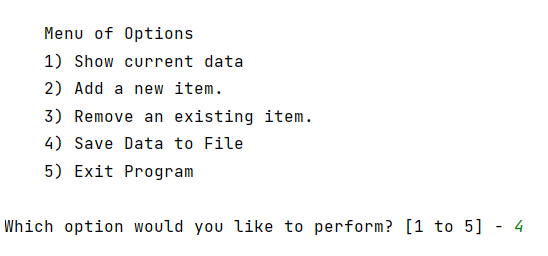 Menu of Options
1) Show current data
2) Add a new item.
3) Remove an existing item.
4) Save Data to File
5) Exit Program
Which option would you like to perform? [1 to 5] - 4